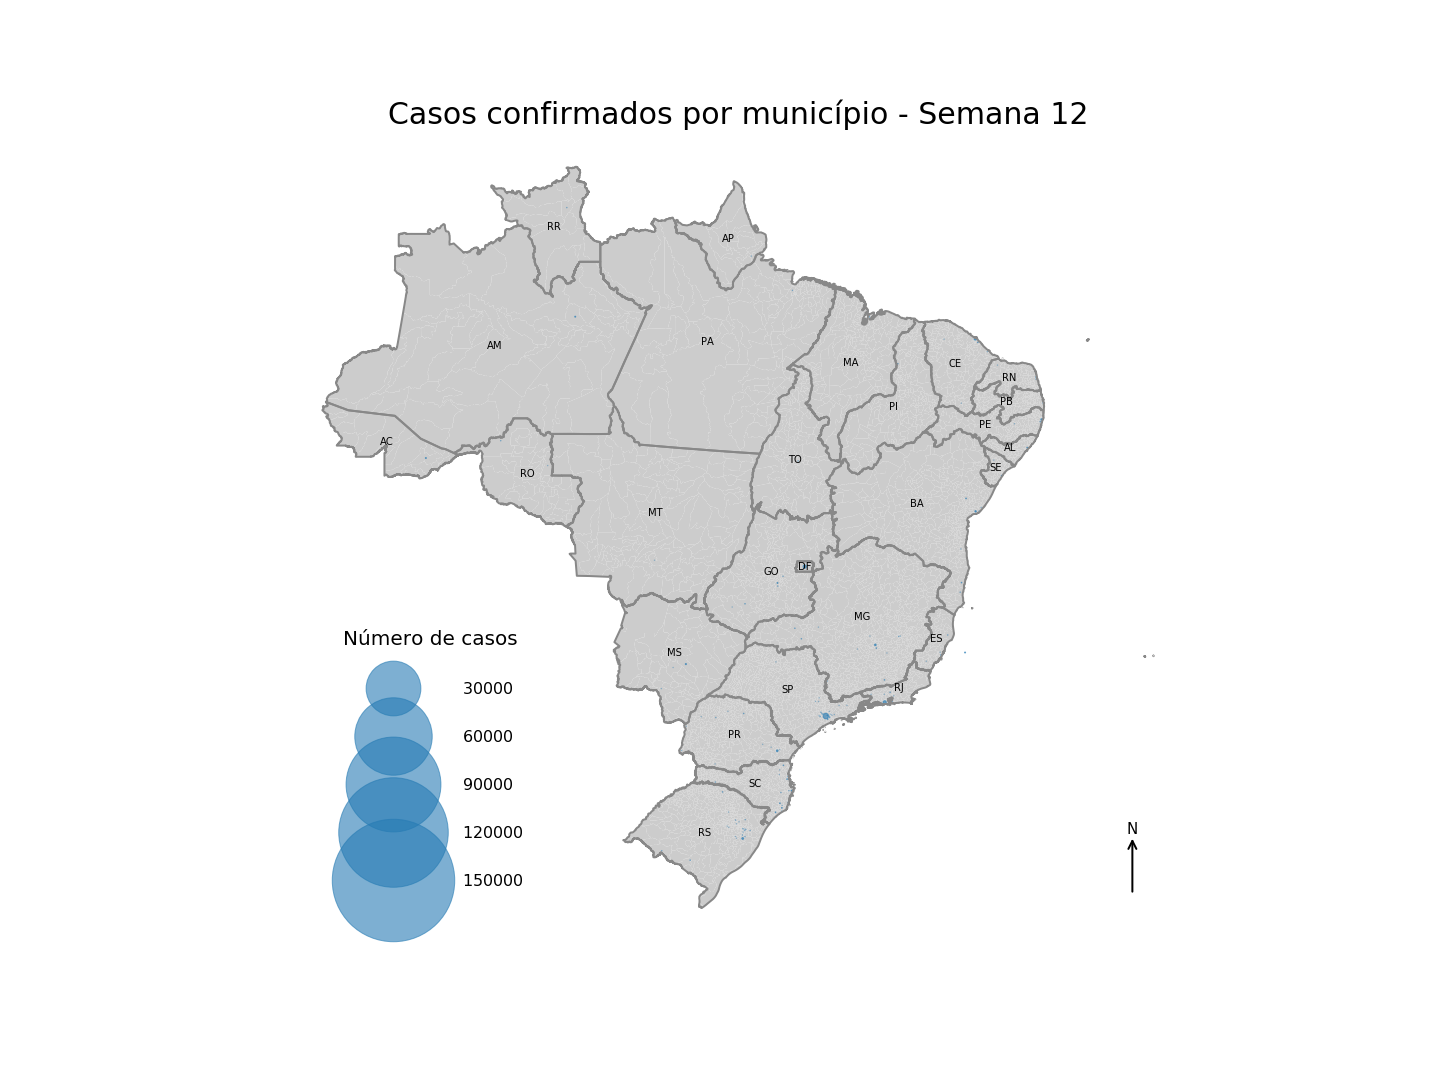 Casos confirmados por município - Semana 12
RR
AP
AM
PA
MA
CE
RN
PB
PI
PE
AL
SE
AC
TO
RO
BA
MT
GO
DF
MG
ES
MS
SP
RJ
PR
SC
RS
Número de casos
30000
60000
90000
120000
150000
N